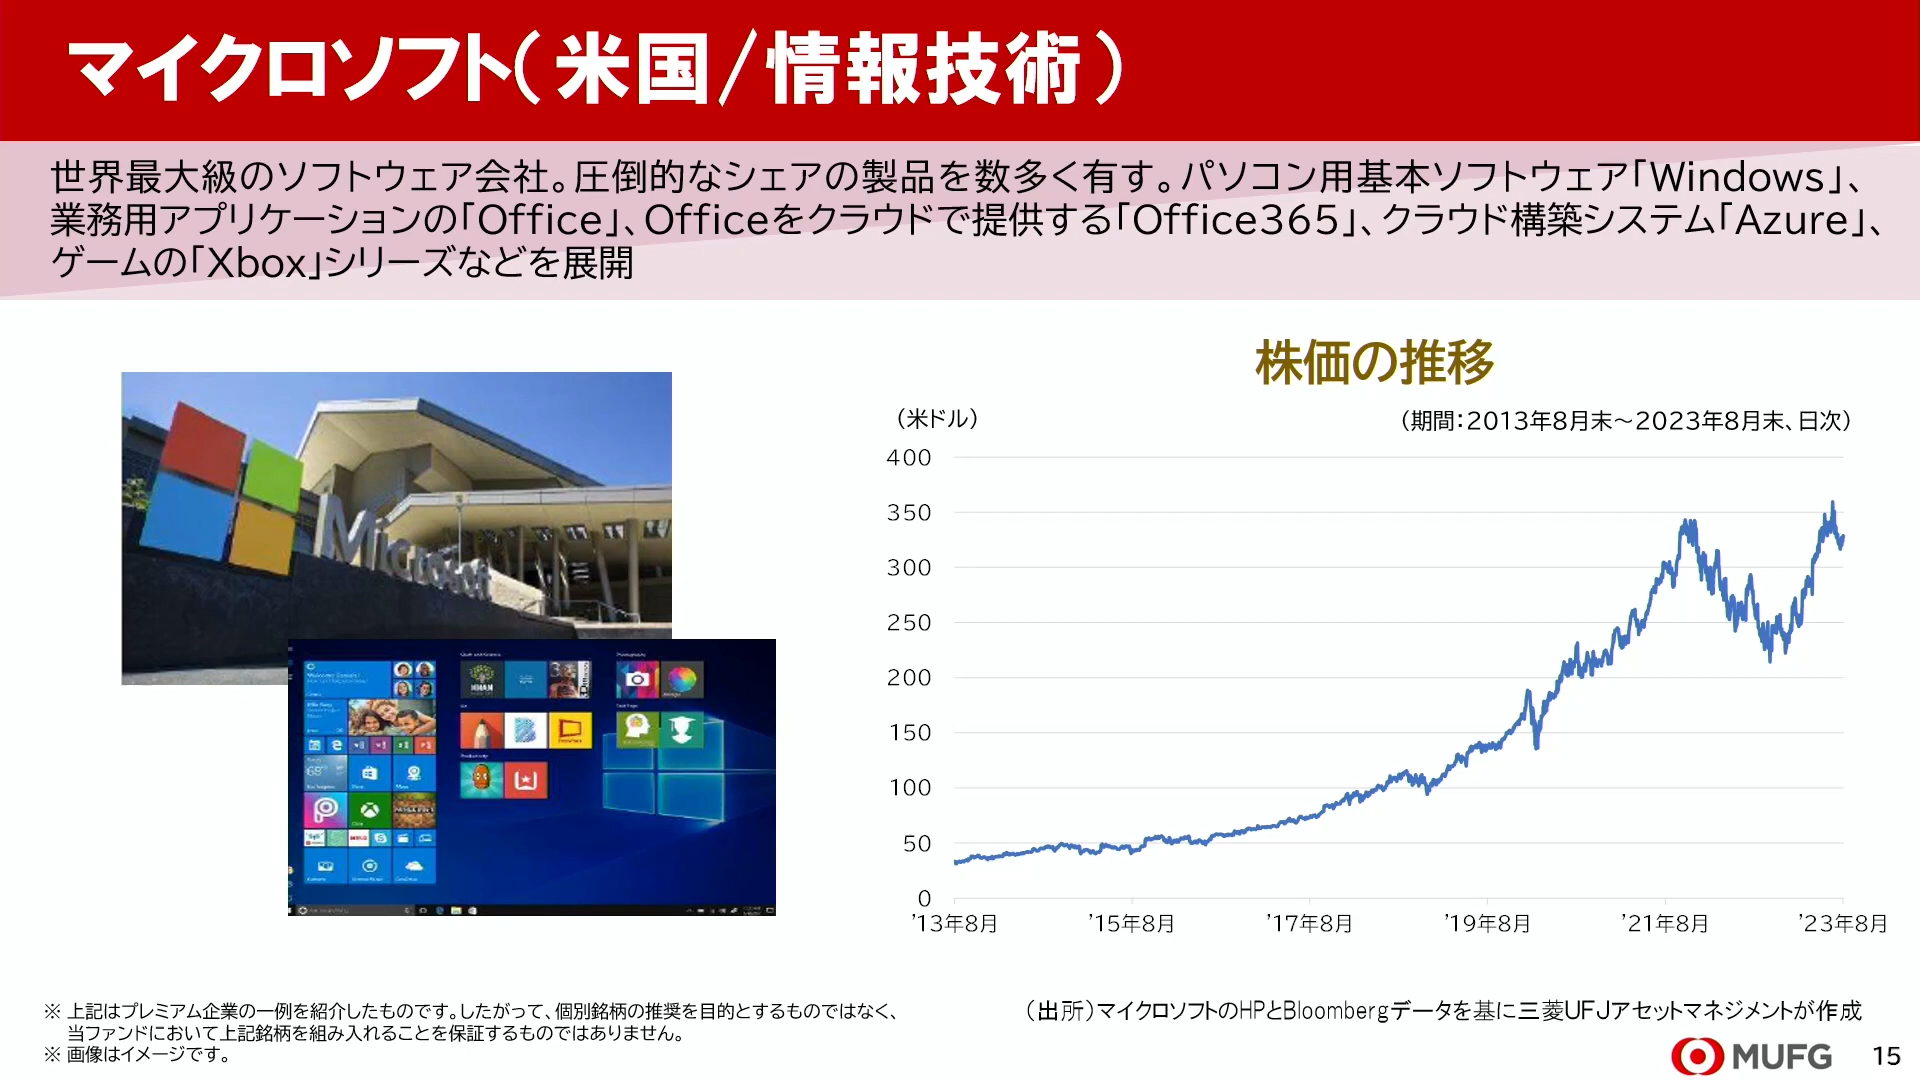 マイクロソフト(米国/情報技術)
世界最大級のソフトウェア会社。圧倒的なシェアの製品を数多く有す。パソコン用基本ソフトウェア「Windows」、
業務用アプリケーションの「Office」、Officeをクラウドで提供する「Office365」、クラウド構築システム「Azure」、
ゲームの「Xbox」シリーズなどを展開
Microsoft
株価の推移
(米ドル)
(期間:2013年8月末~2023年8月末、日次)
400
350
300
250
200
150
100
50
0
'13年8月 '15年8月 '17年8月 '19年8月 '21年8月 '23年8月
※ 上記はプレミアム企業の一例を紹介したものです。したがって、個別銘柄の推奨を目的とするものではなく、
当ファンドにおいて上記銘柄を組み入れることを保証するものではありません。
※ 画像はイメージです。
(出所)マイクロソフトのHPとBloombergデータを基に三菱UFJアセットマネジメントが作成
MUFG 15